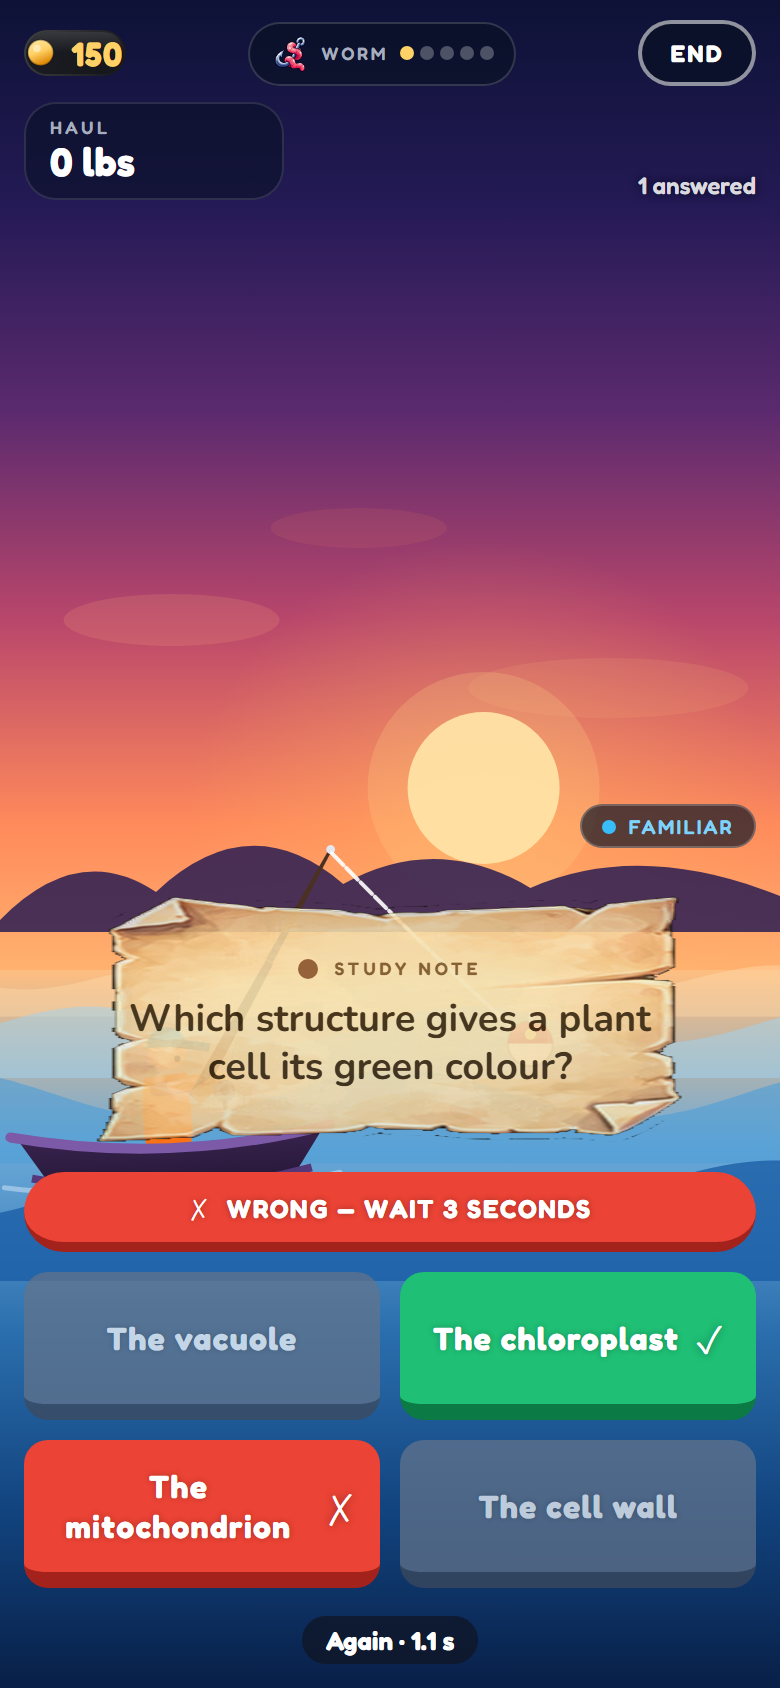 150
WORM
END
HAUL
0 lbs
1 answered
FAMILIAR
STUDY NOTE
Which structure gives a plant
cell its green colour?
✗ WRONG – WAIT 3 SECONDS
The vacuole
The chloroplast ✓
The
mitochondrion ✗
The cell wall
Again · 1.1 s